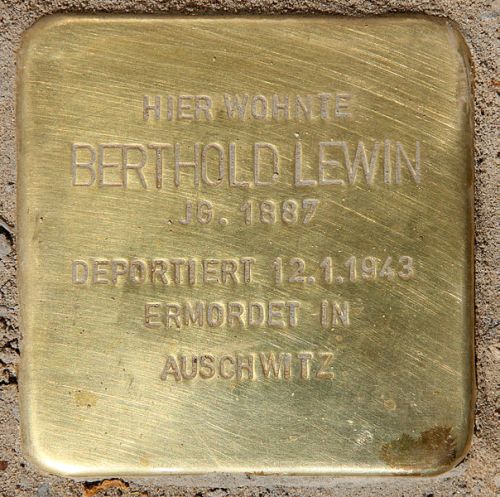 HIER WOHNTE
BERTHOLD LEWIN
JG. 1887
DEPORTIERT 12.1.1943
ERMORDET IN
AUSCHWITZ